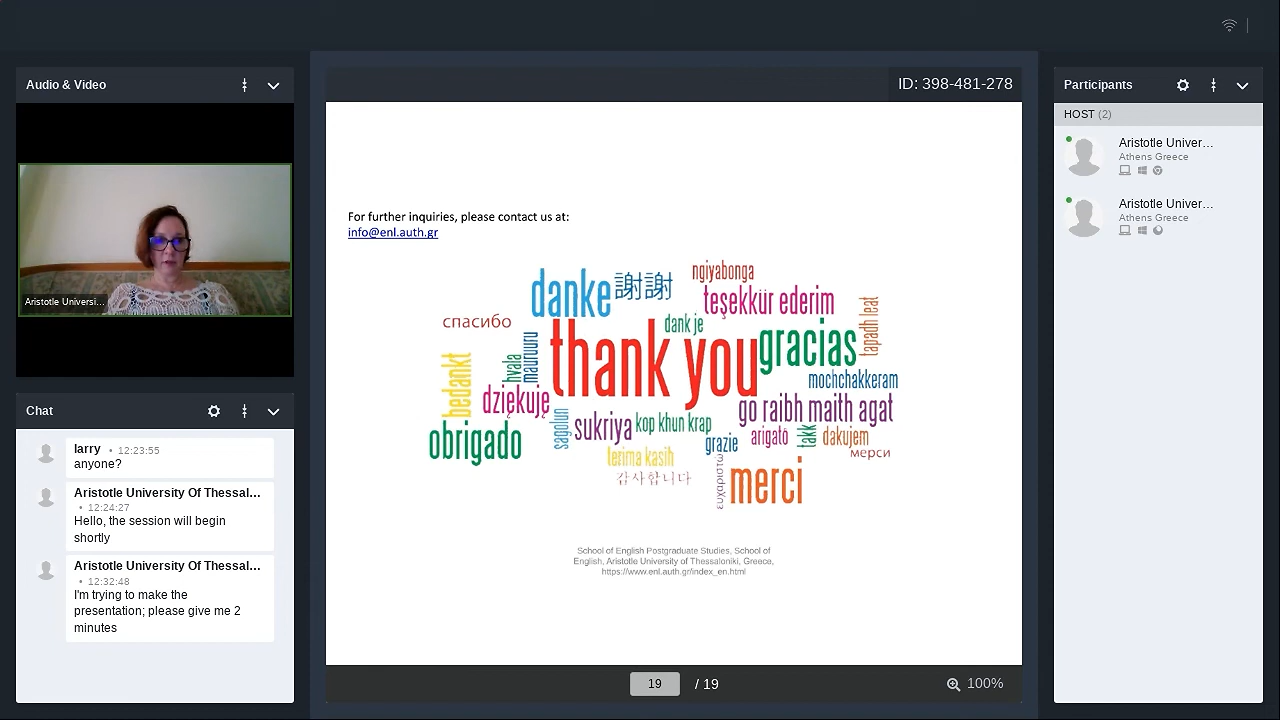 ID: 398-481-278
Audio & Video
Aristotle Universi...
Chat
larry • 12:23:55
anyone?
Aristotle University Of Thessal...
• 12:24:27
Hello, the session will begin
shortly
Aristotle University Of Thessal...
• 12:32:48
I'm trying to make the
presentation; please give me 2
minutes
For further inquiries, please contact us at:
info@enl.auth.gr
danke
謝謝
ngiyabonga
teşekkür ederim
спасибо
dank je
tapadh leat
thank you
gracias
hvala
mauruuru
bedankt
dziękuję
mochchakkeram
go raibh maith agat
sagolun
sukriya
kop khun krap
obrigado
grazie
arigatō
takk
dakujem
мерси
terima kasih
감사합니다
ευχαριστώ
merci
School of English Postgraduate Studies, School of
English, Aristotle University of Thessaloniki, Greece,
https://www.enl.auth.gr/index_en.html
19 / 19
100%
Participants
HOST (2)
Aristotle Univer...
Athens Greece
Aristotle Univer...
Athens Greece